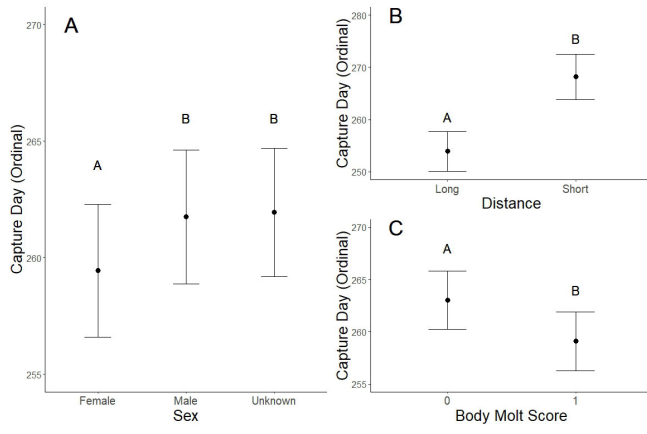 A
Capture Day (Ordinal)
270
265
260
255
A
B
B
Female Male Unknown
Sex
B
Capture Day (Ordinal)
280
270
260
250
A
B
Long Short
Distance
C
Capture Day (Ordinal)
270
265
260
255
A
B
0 1
Body Molt Score